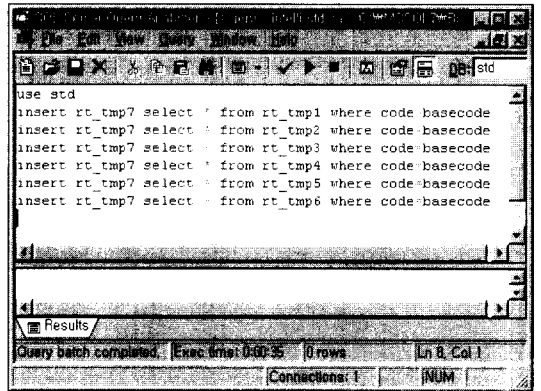 File Edit View Query Window Help
DB: std
use std
insert rt_tmp7 select * from rt_tmp1 where code=basecode
insert rt_tmp7 select * from rt_tmp2 where code=basecode
insert rt_tmp7 select * from rt_tmp3 where code=basecode
insert rt_tmp7 select * from rt_tmp4 where code=basecode
insert rt_tmp7 select * from rt_tmp5 where code=basecode
insert rt_tmp7 select * from rt_tmp6 where code=basecode
Results
Query batch completed. Exec time: 0:00:35 0 rows Ln 8, Col 1
Connections: 1 NUM